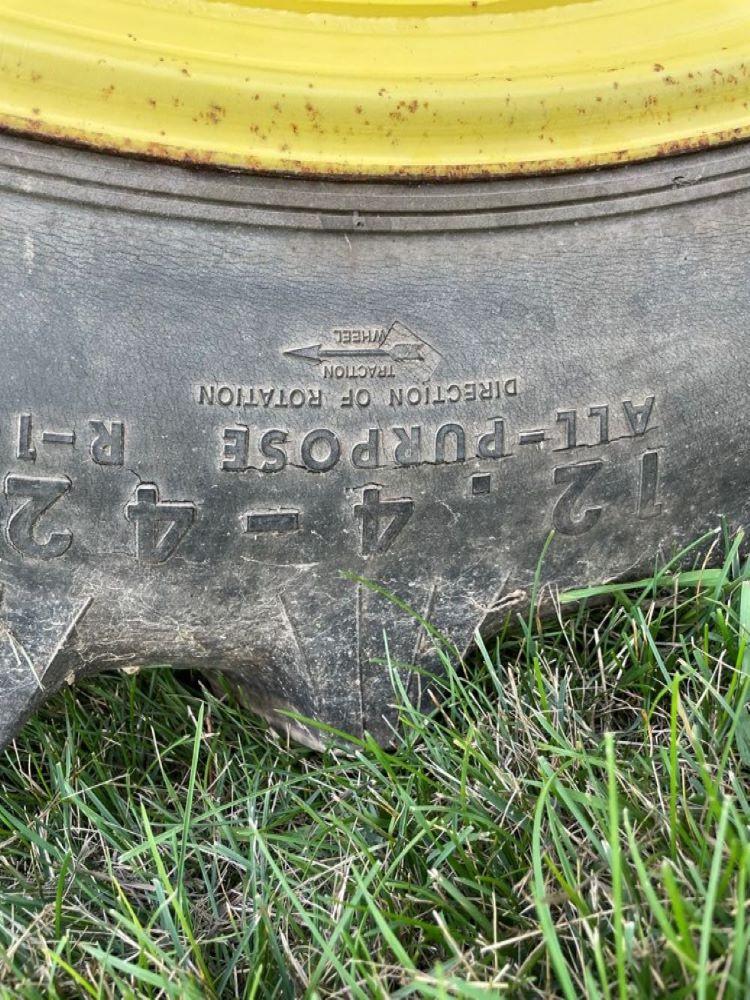 12.4-42
ALL-PURPOSE R-1
DIRECTION OF ROTATION
TRACTION
WHEEL